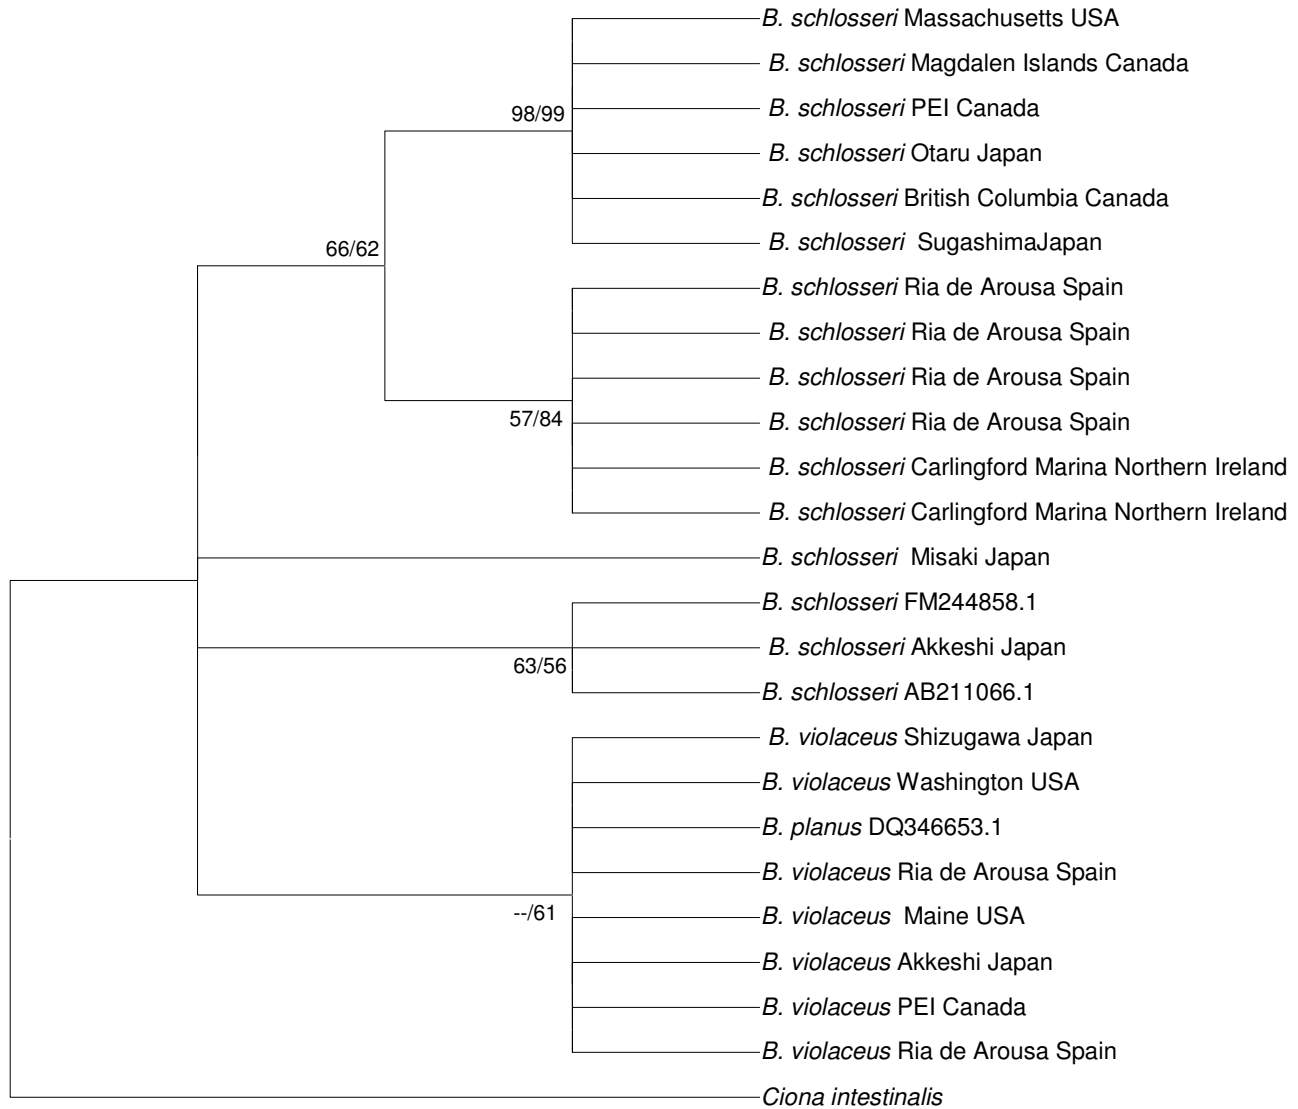 B. schlosseri Massachusetts USA
B. schlosseri Magdalen Islands Canada
98/99
B. schlosseri PEI Canada
B. schlosseri Otaru Japan
B. schlosseri British Columbia Canada
B. schlosseri SugashimaJapan
66/62
B. schlosseri Ria de Arousa Spain
B. schlosseri Ria de Arousa Spain
B. schlosseri Ria de Arousa Spain
B. schlosseri Ria de Arousa Spain
57/84
B. schlosseri Carlingford Marina Northern Ireland
B. schlosseri Carlingford Marina Northern Ireland
B. schlosseri Misaki Japan
B. schlosseri FM244858.1
B. schlosseri Akkeshi Japan
63/56
B. schlosseri AB211066.1
B. violaceus Shizugawa Japan
B. violaceus Washington USA
B. planus DQ346653.1
B. violaceus Ria de Arousa Spain
--/61
B. violaceus Maine USA
B. violaceus Akkeshi Japan
B. violaceus PEI Canada
B. violaceus Ria de Arousa Spain
Ciona intestinalis